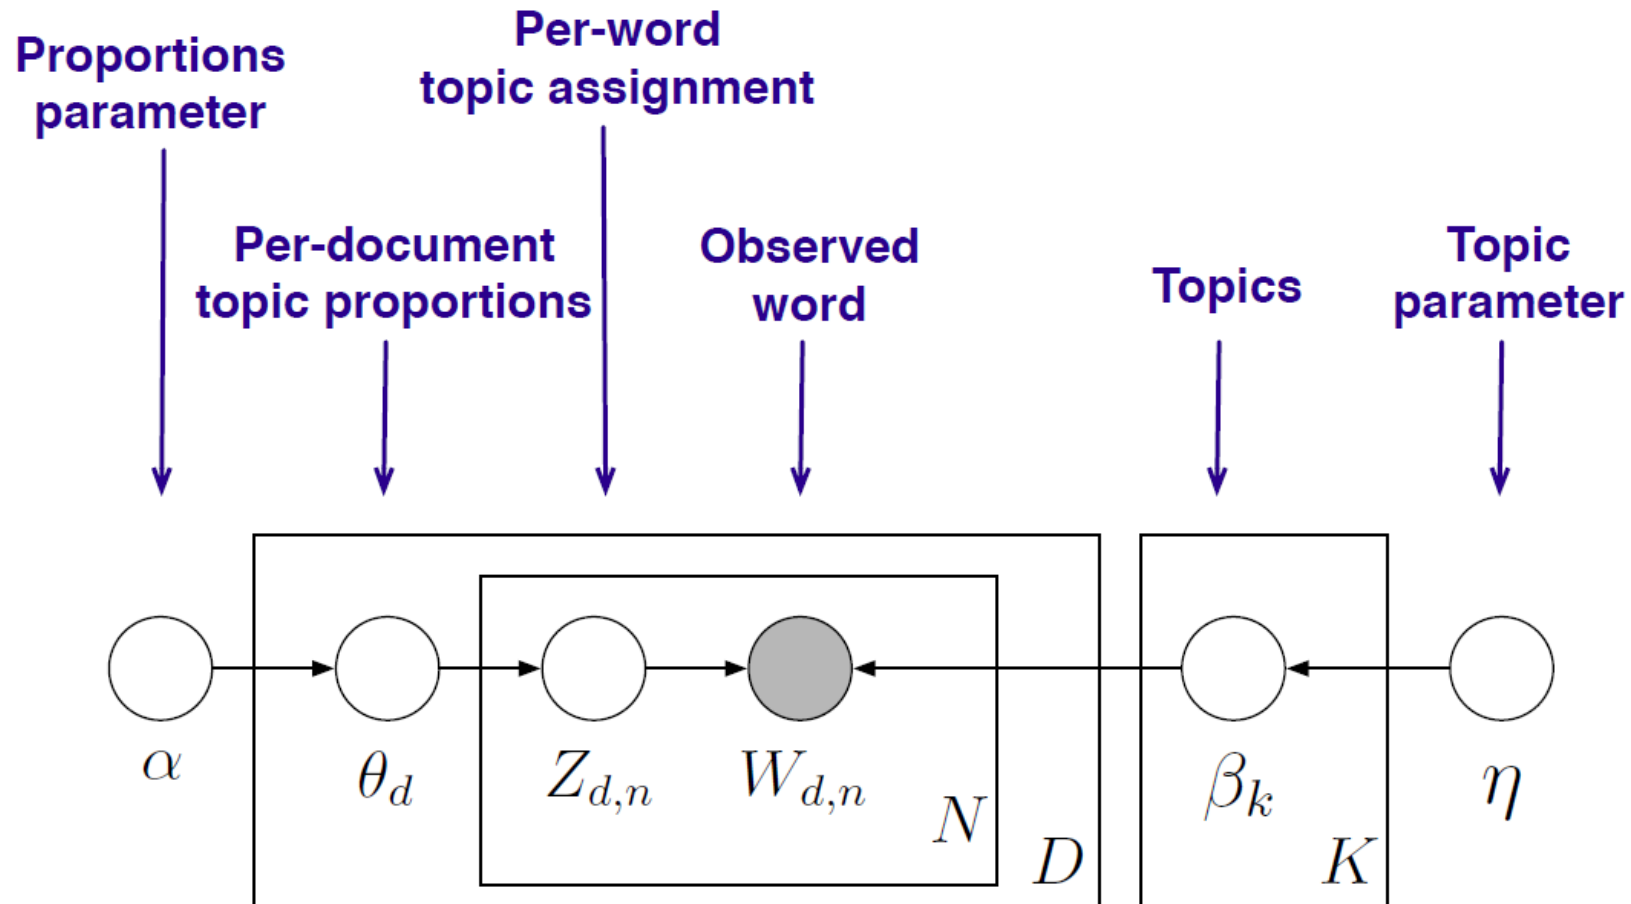 Proportions
parameter
Per-word
topic assignment
Per-document
topic proportions
Observed
word
Topics
Topic
parameter
α
θd
Zd,n
Wd,n
N
D
βk
K
η